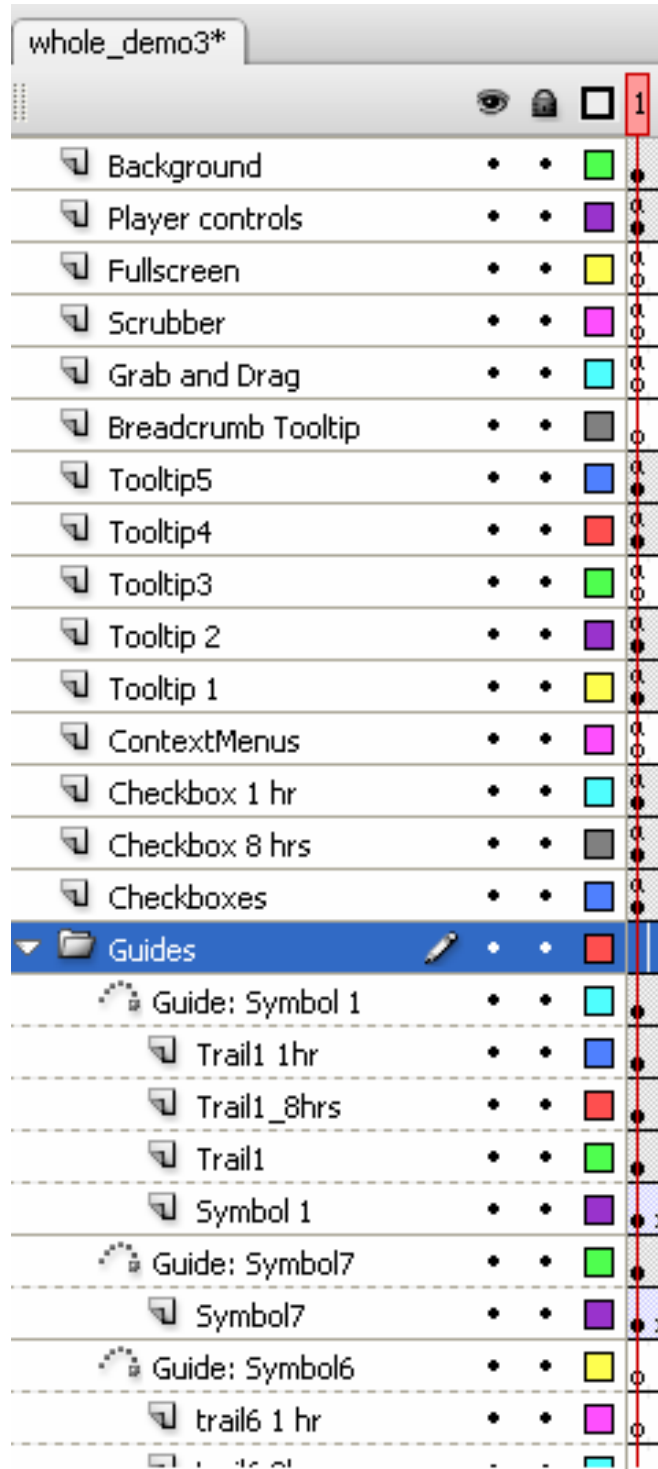 whole_demo3*
1
Background
Player controls
Fullscreen
Scrubber
Grab and Drag
Breadcrumb Tooltip
Tooltip5
Tooltip4
Tooltip3
Tooltip 2
Tooltip 1
ContextMenus
Checkbox 1 hr
Checkbox 8 hrs
Checkboxes
Guides
Guide: Symbol 1
Trail1 1hr
Trail1_8hrs
Trail1
Symbol 1
Guide: Symbol7
Symbol7
Guide: Symbol6
trail6 1 hr